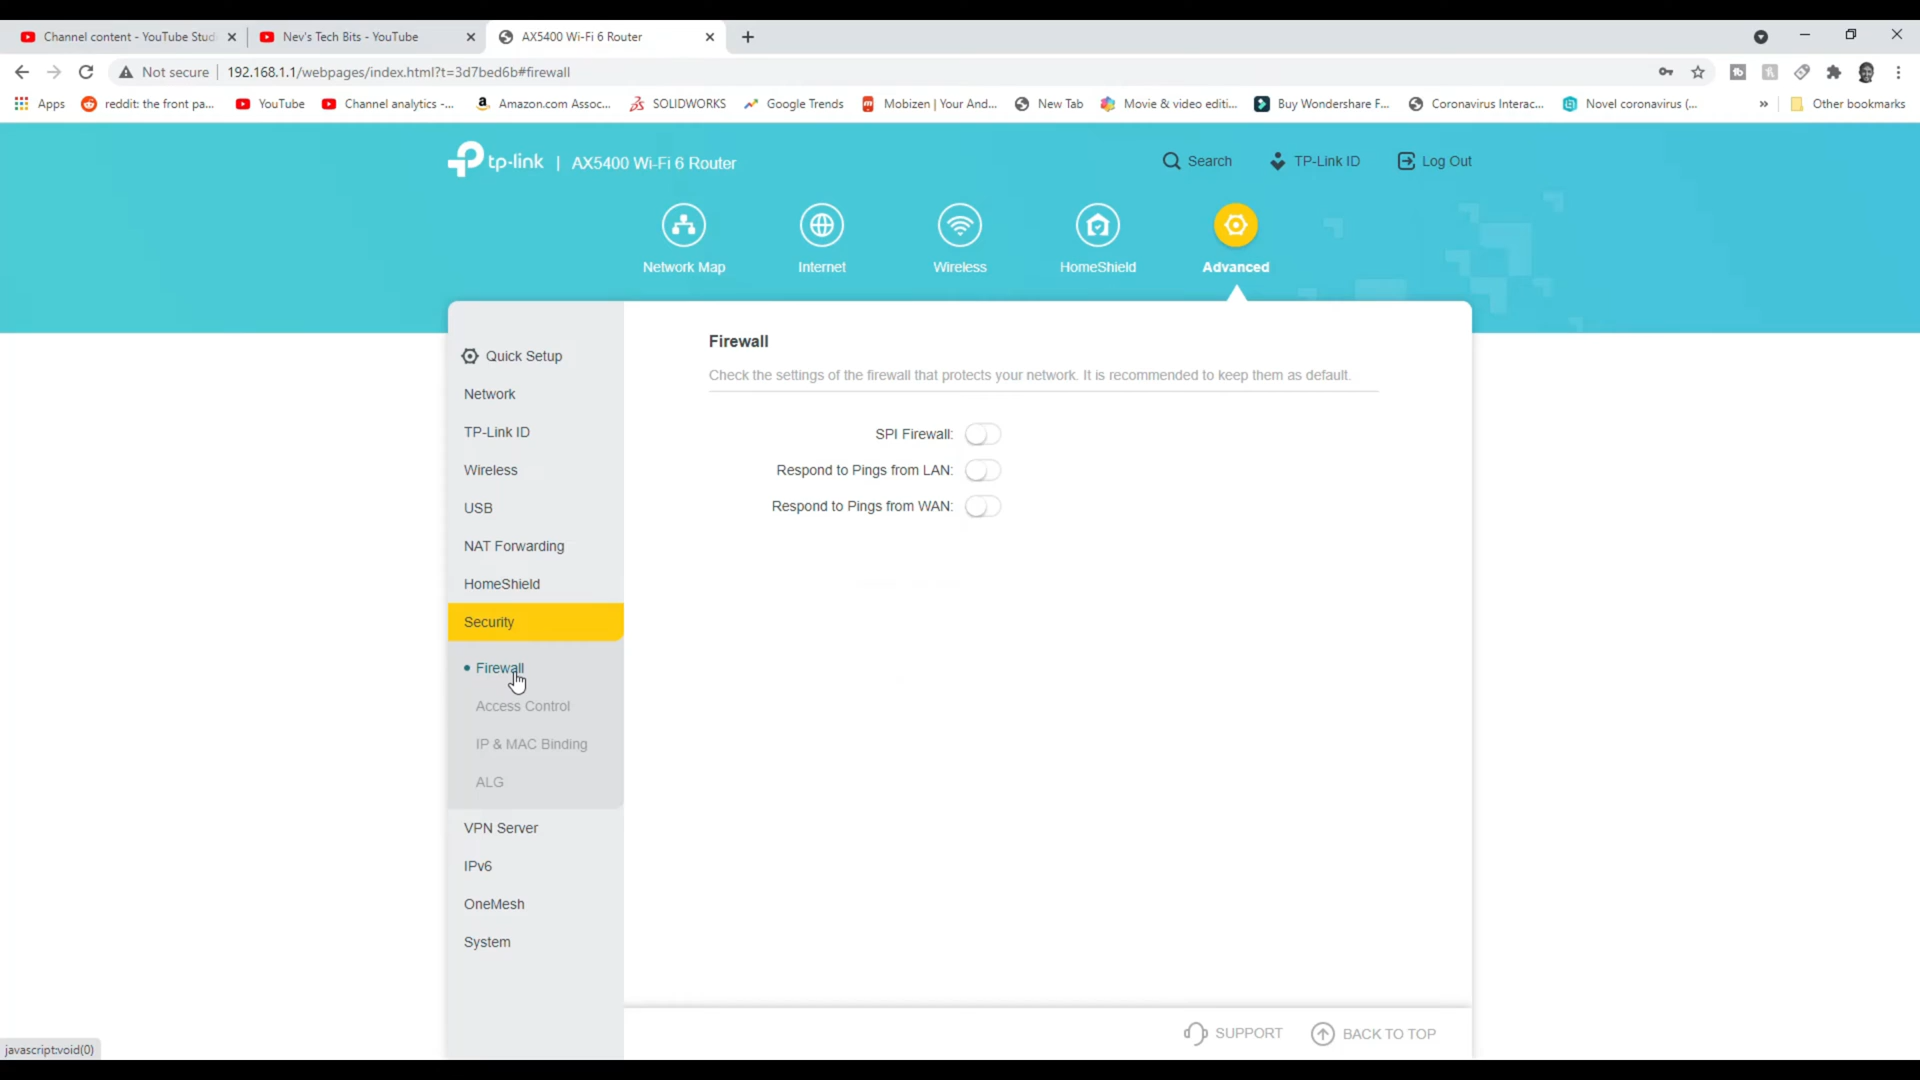 Channel content - YouTube Stud
Nev's Tech Bits - YouTube
AX5400 Wi-Fi 6 Router
Not secure | 192.168.1.1/webpages/index.html?t=3d7bed6b#firewall
Apps
reddit: the front pa...
YouTube
Channel analytics -...
Amazon.com Assoc...
SOLIDWORKS
Google Trends
Mobizen | Your And...
New Tab
Movie & video editi...
Buy Wondershare F...
Coronavirus Interac...
Novel coronavirus (...
»
Other bookmarks
tp-link | AX5400 Wi-Fi 6 Router
Search
TP-Link ID
Log Out
Network Map
Internet
Wireless
HomeShield
Advanced
Quick Setup
Network
TP-Link ID
Wireless
USB
NAT Forwarding
HomeShield
Security
Firewall
Access Control
IP & MAC Binding
ALG
VPN Server
IPv6
OneMesh
System
Firewall
Check the settings of the firewall that protects your network. It is recommended to keep them as default.
SPI Firewall:
Respond to Pings from LAN:
Respond to Pings from WAN:
SUPPORT
BACK TO TOP
javascript:void(0)